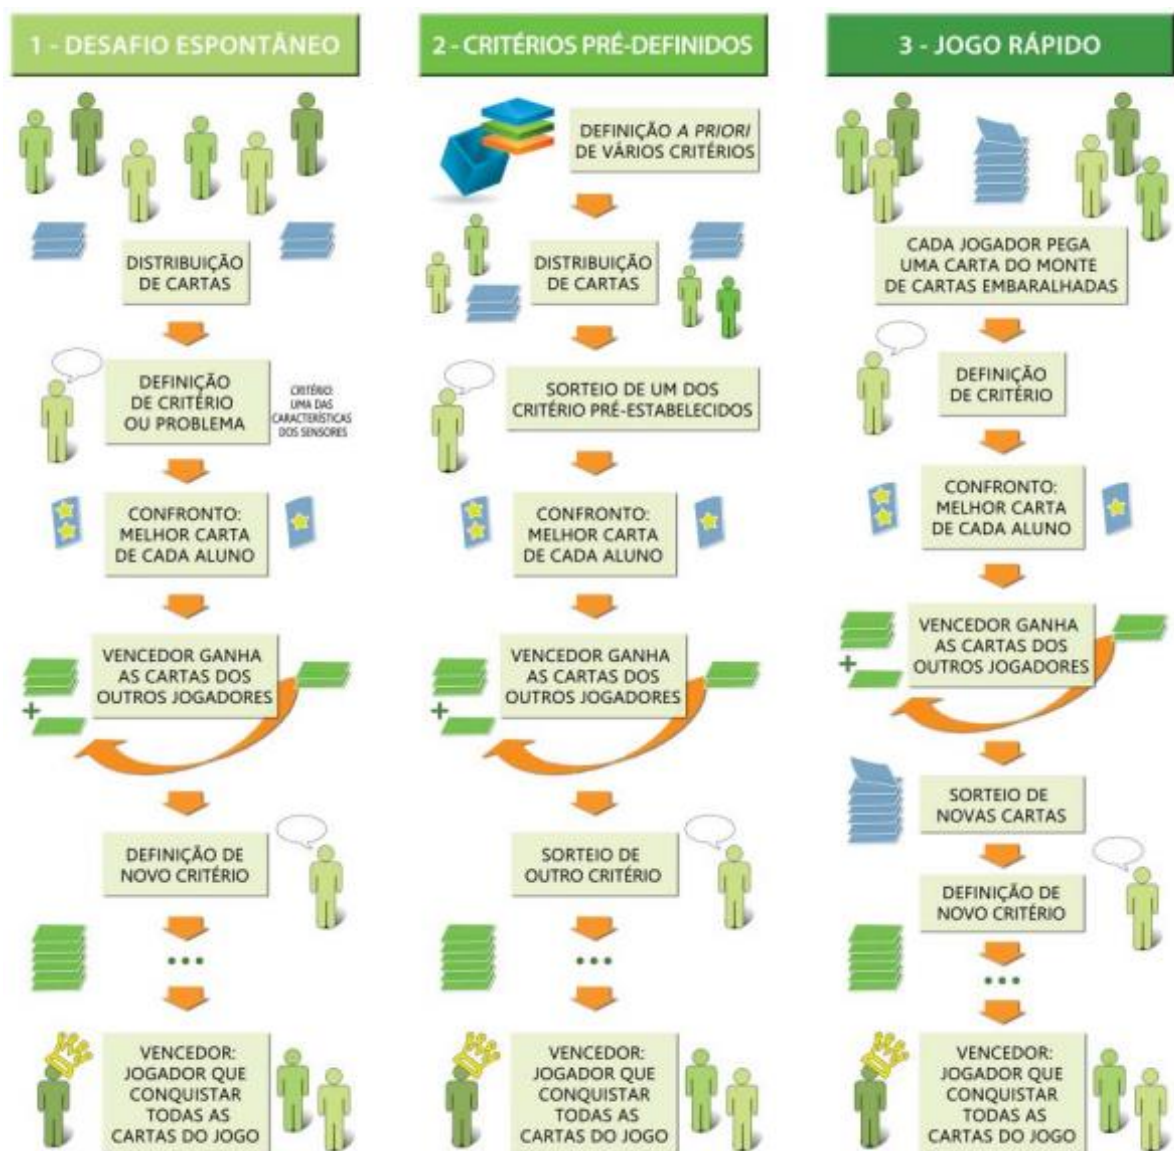 1 - DESAFIO ESPONTÂNEO
DISTRIBUIÇÃO
DE CARTAS
DEFINIÇÃO
DE CRITÉRIO
OU PROBLEMA
CRITÉRIO:
UMA DAS
CARACTERÍSTICAS
DOS SENSORES
CONFRONTO:
MELHOR CARTA
DE CADA ALUNO
VENCEDOR GANHA
AS CARTAS DOS
OUTROS JOGADORES
+
DEFINIÇÃO DE
NOVO CRITÉRIO
•••
VENCEDOR:
JOGADOR QUE
CONQUISTAR
TODAS AS
CARTAS DO JOGO
2 - CRITÉRIOS PRÉ-DEFINIDOS
DEFINIÇÃO A PRIORI
DE VÁRIOS CRITÉRIOS
DISTRIBUIÇÃO
DE CARTAS
SORTEIO DE UM DOS
CRITÉRIO PRÉ-ESTABELECIDOS
CONFRONTO:
MELHOR CARTA
DE CADA ALUNO
VENCEDOR GANHA
AS CARTAS DOS
OUTROS JOGADORES
+
SORTEIO DE
OUTRO CRITÉRIO
•••
VENCEDOR:
JOGADOR QUE
CONQUISTAR
TODAS AS
CARTAS DO JOGO
3 - JOGO RÁPIDO
CADA JOGADOR PEGA
UMA CARTA DO MONTE
DE CARTAS EMBARALHADAS
DEFINIÇÃO
DE CRITÉRIO
CONFRONTO:
MELHOR CARTA
DE CADA ALUNO
VENCEDOR GANHA
AS CARTAS DOS
OUTROS JOGADORES
+
SORTEIO DE
NOVAS CARTAS
DEFINIÇÃO DE
NOVO CRITÉRIO
•••
VENCEDOR:
JOGADOR QUE
CONQUISTAR
TODAS AS
CARTAS DO JOGO